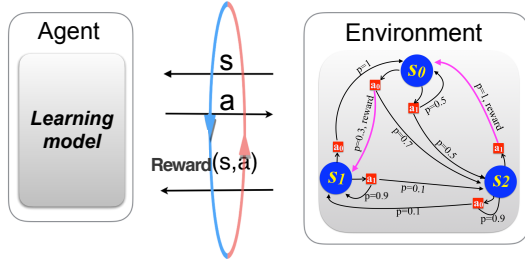 Agent
Learning
model
s
a
Reward(s,a)
Environment
p=1
S0
a0
a1
p=0.5
p=1, reward
p=0.3, reward
p=0.7
p=0.5
a0
a1
S1
a1
p=0.1
S2
p=0.9
a0
p=0.1
p=0.9